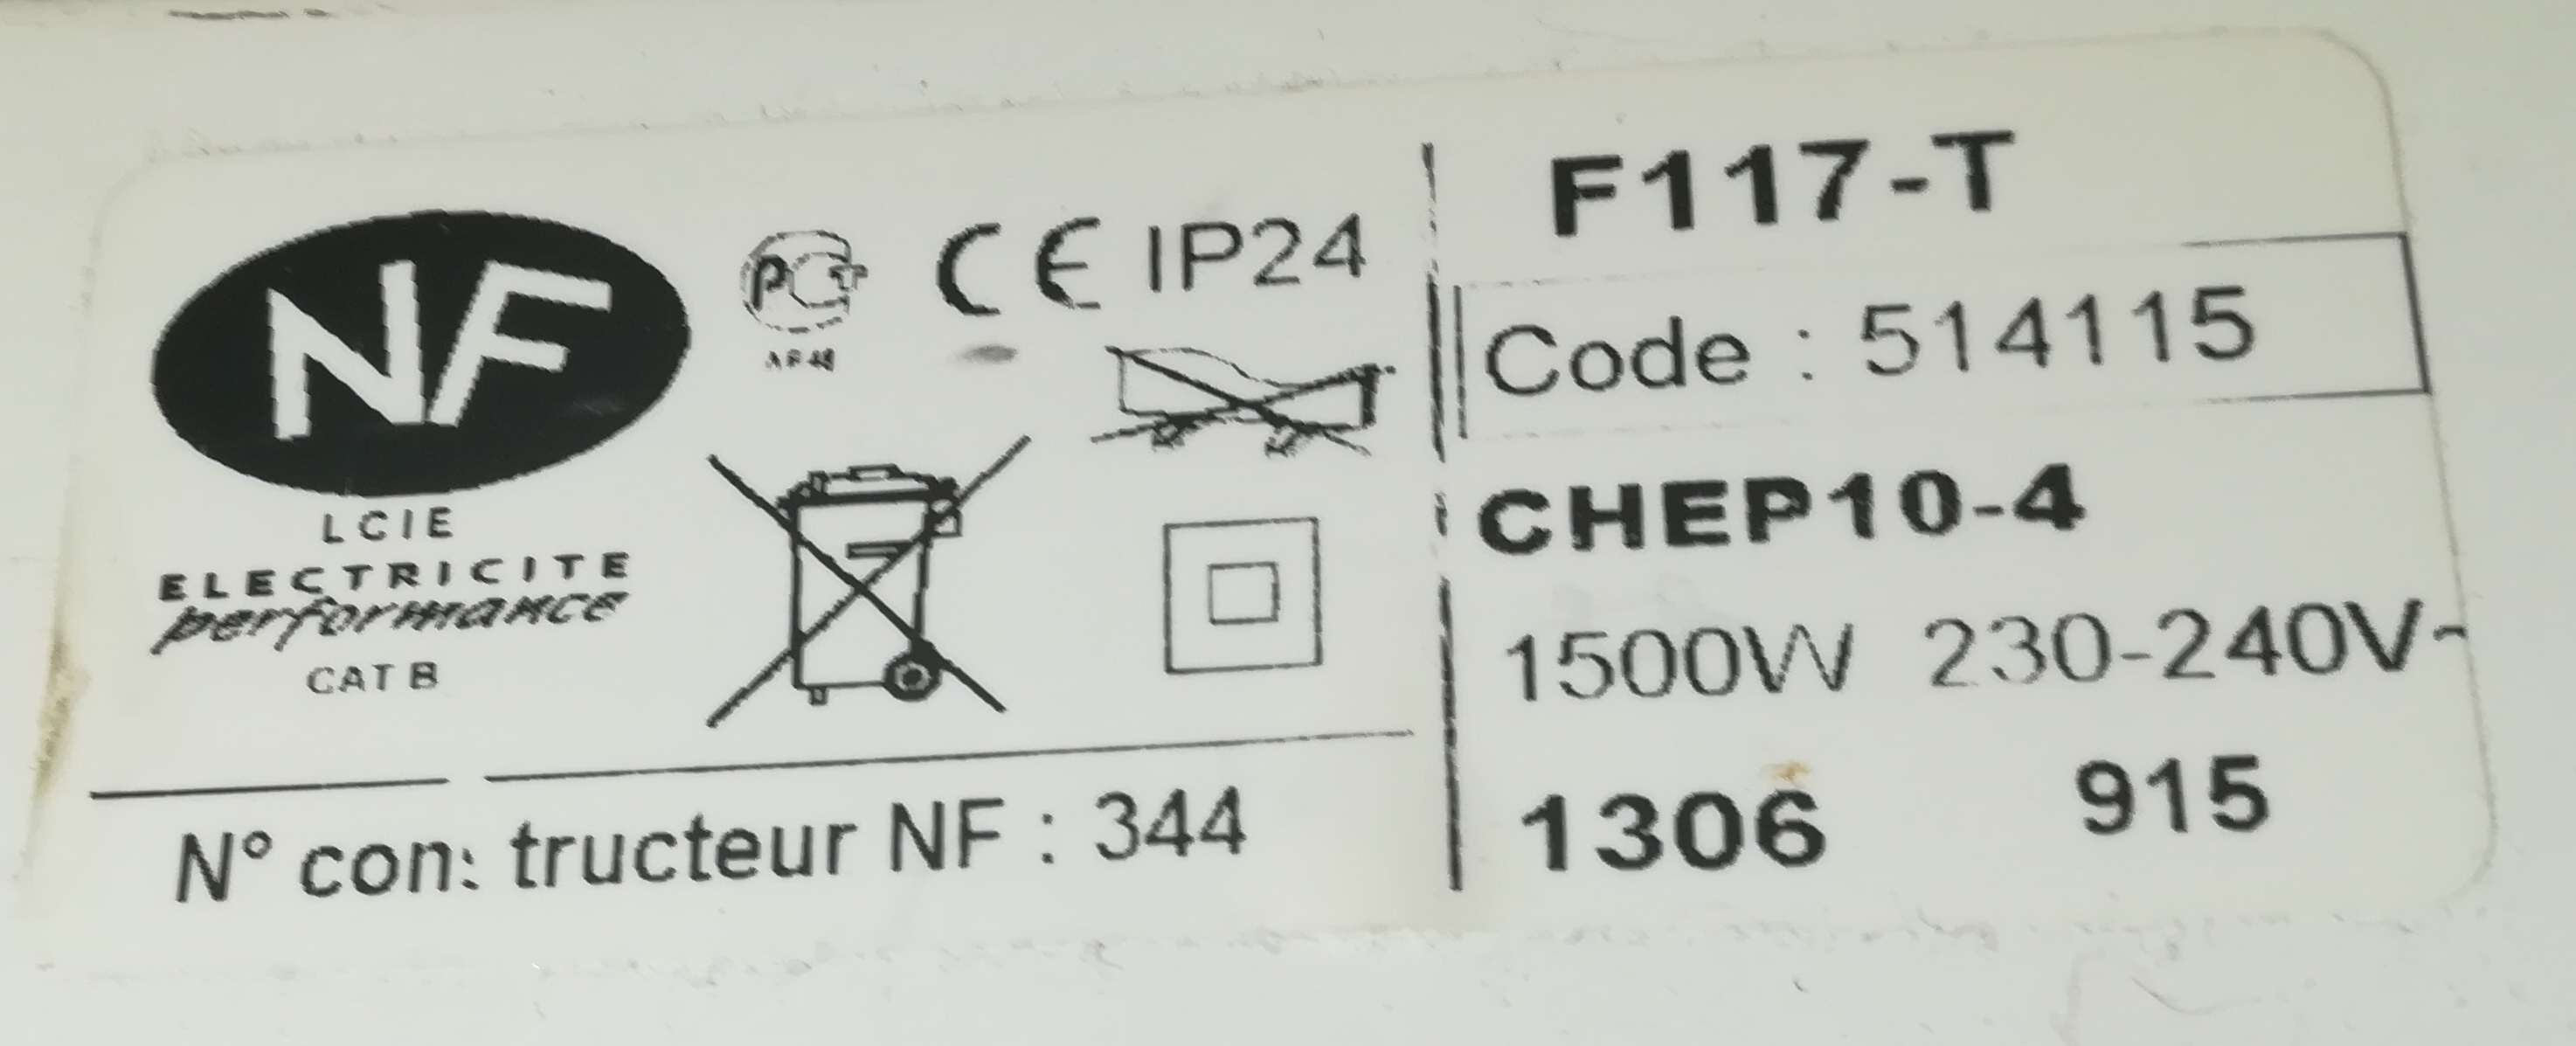 NF
LCIE
ELECTRICITE
performance
CAT B
CE IP24
N° con: tructeur NF : 344
F117-T
Code : 514115
CHEP10-4
1500W 230-240V~
1306 915